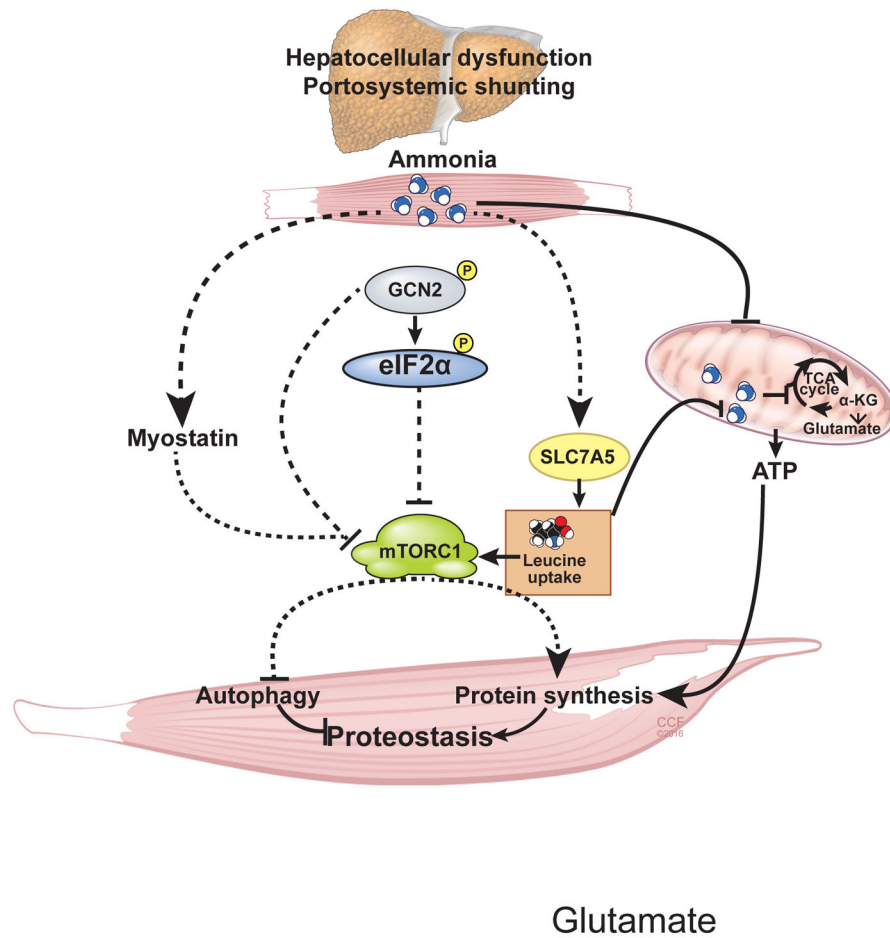 Hepatocellular dysfunction
Portosystemic shunting
Ammonia
P
GCN2
P
eIF2α
TCA
cycle
α-KG
Glutamate
Myostatin
SLC7A5
ATP
mTORC1
Leucine
uptake
Autophagy
Protein synthesis
CCF
©2016
Proteostasis
Glutamate